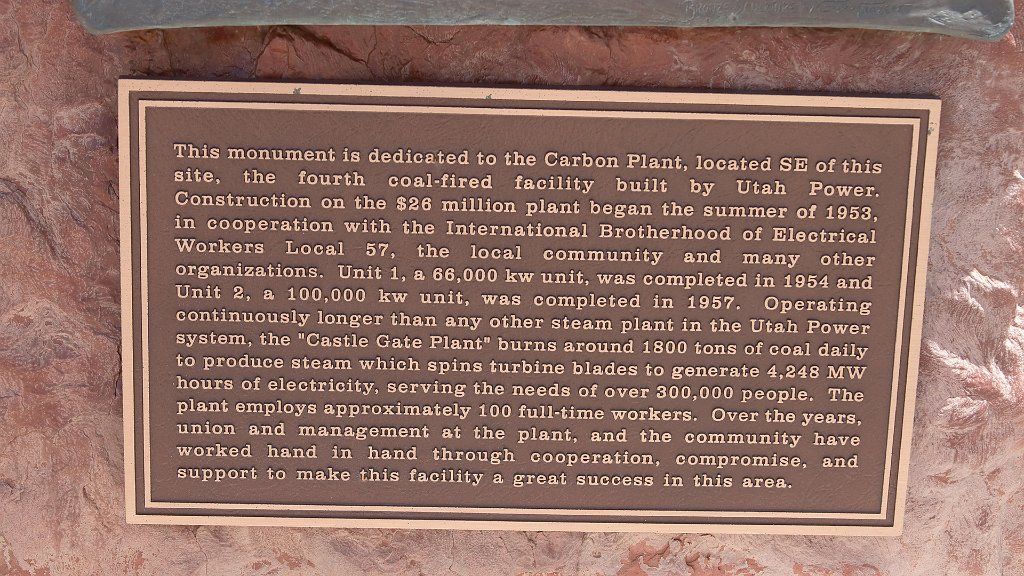 This monument is dedicated to the Carbon Plant, located SE of this
site, the fourth coal-fired facility built by Utah Power.
Construction on the $26 million plant began the summer of 1953,
in cooperation with the International Brotherhood of Electrical
Workers Local 57, the local community and many other
organizations. Unit 1, a 66,000 kw unit, was completed in 1954 and
Unit 2, a 100,000 kw unit, was completed in 1957. Operating
continuously longer than any other steam plant in the Utah Power
system, the "Castle Gate Plant" burns around 1800 tons of coal daily
to produce steam which spins turbine blades to generate 4,248 MW
hours of electricity, serving the needs of over 300,000 people. The
plant employs approximately 100 full-time workers. Over the years,
union and management at the plant, and the community have
worked hand in hand through cooperation, compromise, and
support to make this facility a great success in this area.